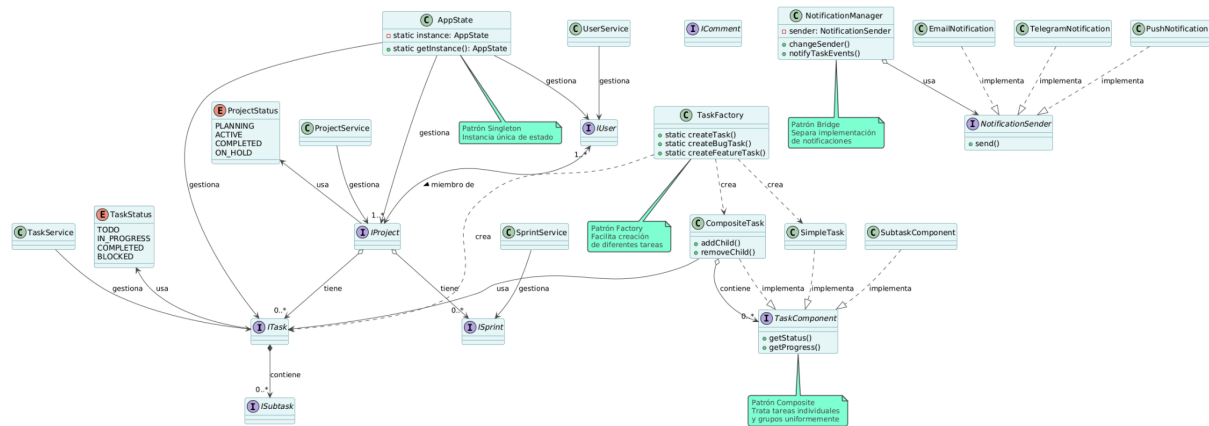 AppState
static instance: AppState
static getInstance(): AppState
UserService
IComment
NotificationManager
sender: NotificationSender
changeSender()
notifyTaskEvents()
EmailNotification
TelegramNotification
PushNotification
gestiona
gestiona
usa
implementa
implementa
implementa
ProjectStatus
PLANNING
ACTIVE
COMPLETED
ON_HOLD
ProjectService
gestiona
Patrón Singleton
Instancia única de estado
IUser
1..*
TaskFactory
static createTask()
static createBugTask()
static createFeatureTask()
Patrón Bridge
Separa implementación
de notificaciones
NotificationSender
send()
gestiona
usa
gestiona
miembro de
crea
crea
TaskService
TaskStatus
TODO
IN_PROGRESS
COMPLETED
BLOCKED
1..*
IProject
SprintService
crea
Patrón Factory
Facilita creación
de diferentes tareas
CompositeTask
addChild()
removeChild()
SimpleTask
SubtaskComponent
gestiona
usa
tiene
tiene
usa
gestiona
contiene
implementa
implementa
implementa
0..*
0..*
0..*
ITask
ISprint
TaskComponent
getStatus()
getProgress()
contiene
0..*
ISubtask
Patrón Composite
Trata tareas individuales
y grupos uniformemente